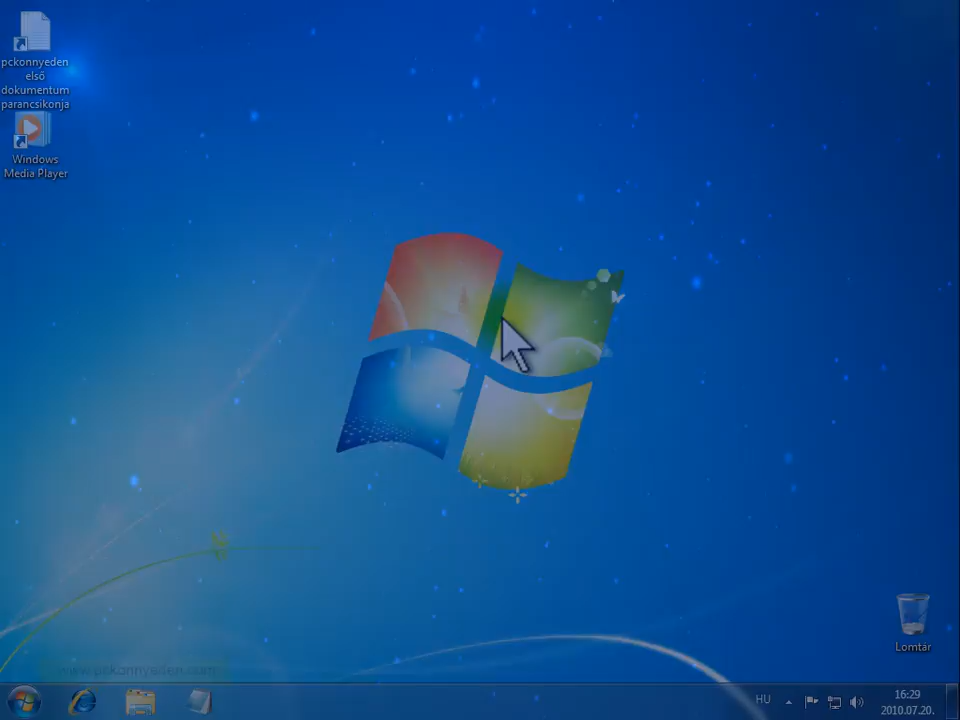 pckonnyeden
első
dokumentum
parancsikonja
Windows
Media Player
Lomtár
www.pckonnyeden.com
HU
16:29
2010.07.20.